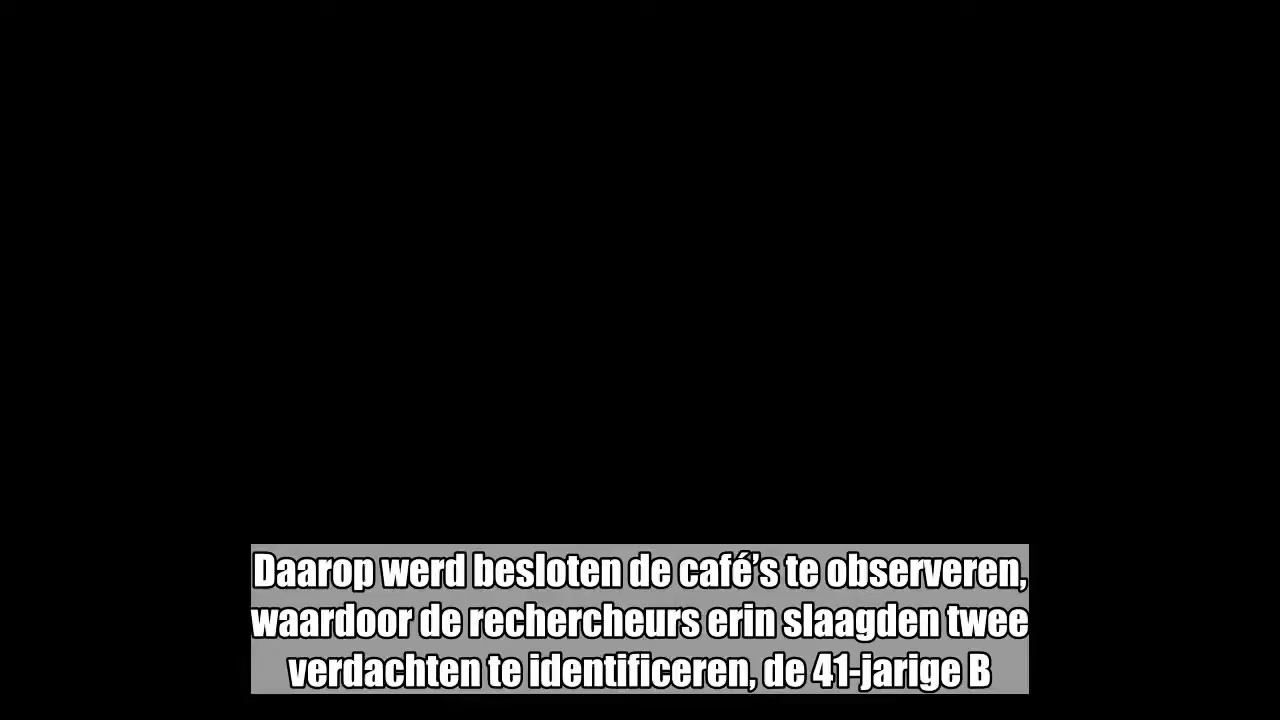 Daarop werd besloten de café’s te observeren,
waardoor de rechercheurs erin slaagden twee
verdachten te identificeren, de 41-jarige B